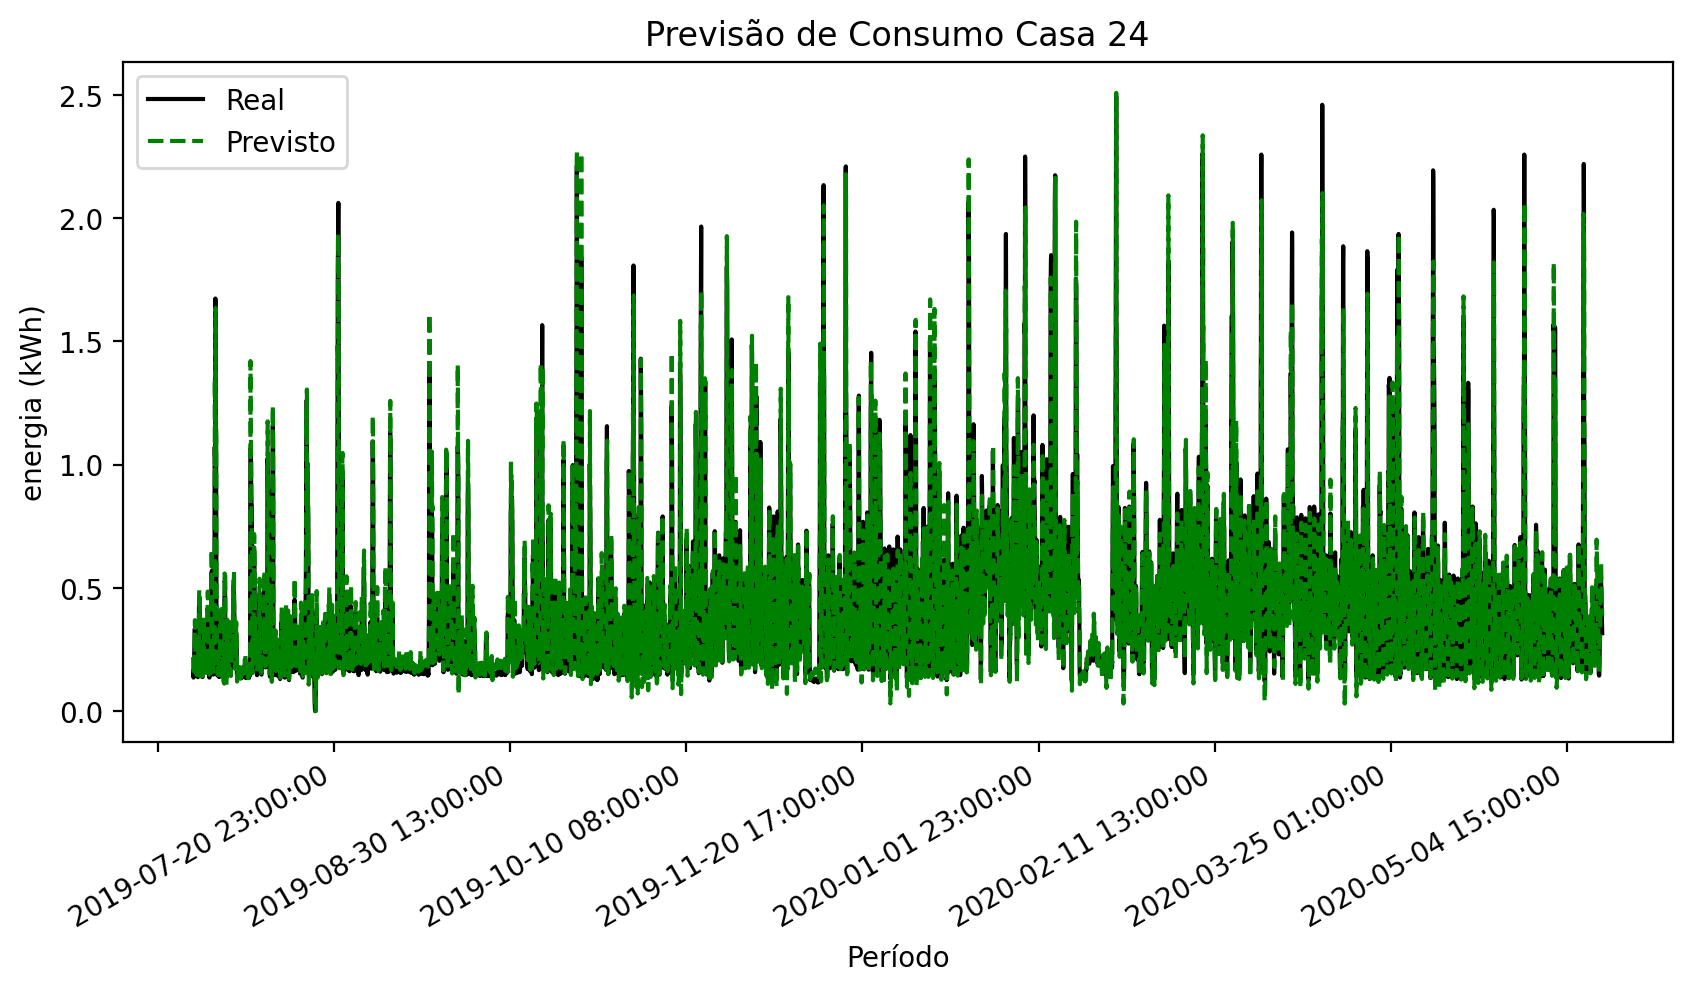 Previsão de Consumo Casa 24
Real
Previsto
energia (kWh)
2.5
2.0
1.5
1.0
0.5
0.0
2019-07-20 23:00:00
2019-08-30 13:00:00
2019-10-10 08:00:00
2019-11-20 17:00:00
2020-01-01 23:00:00
2020-02-11 13:00:00
2020-03-25 01:00:00
2020-05-04 15:00:00
Período